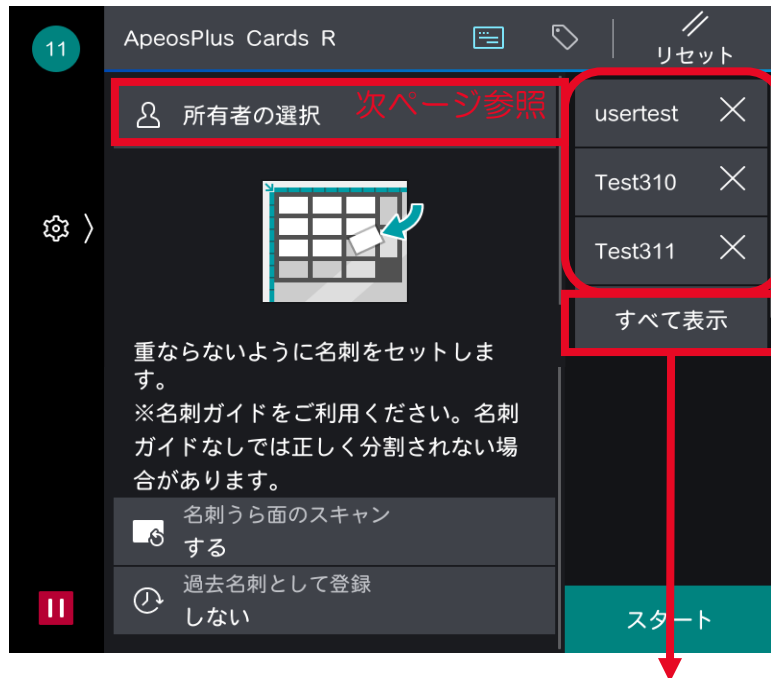 11
ApeosPlus Cards R
リセット
所有者の選択
次ページ参照
usertest
Test310
Test311
すべて表示
重ならないように名刺をセットしま
す。
※名刺ガイドをご利用ください。名刺
ガイドなしでは正しく分割されない場
合があります。
名刺うら面のスキャン
する
過去名刺として登録
しない
スタート